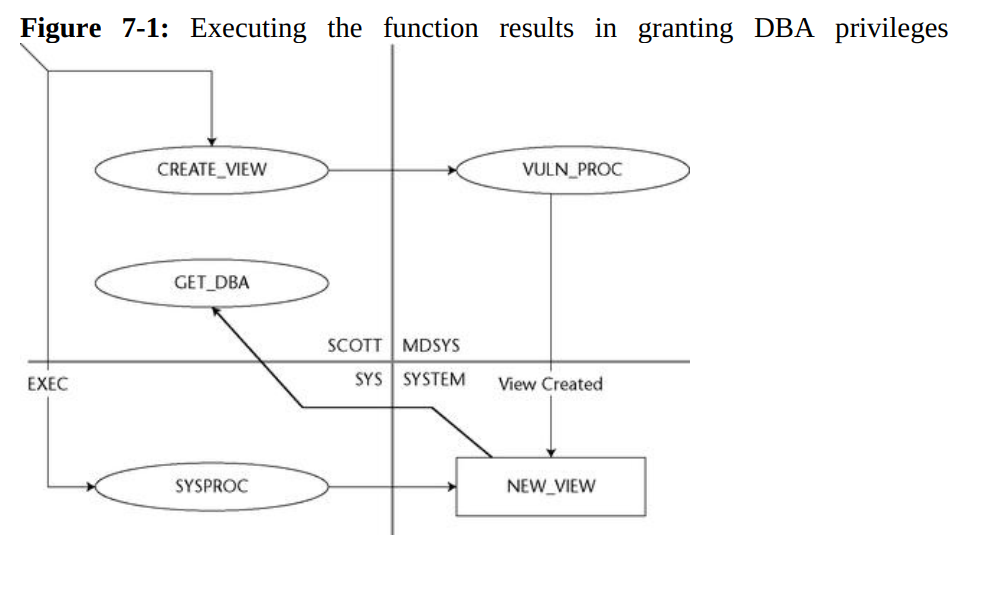 Figure 7-1: Executing the function results in granting DBA privileges
CREATE_VIEW
VULN_PROC
GET_DBA
SCOTT
MDSYS
EXEC
SYS
SYSTEM
View Created
SYSPROC
NEW_VIEW